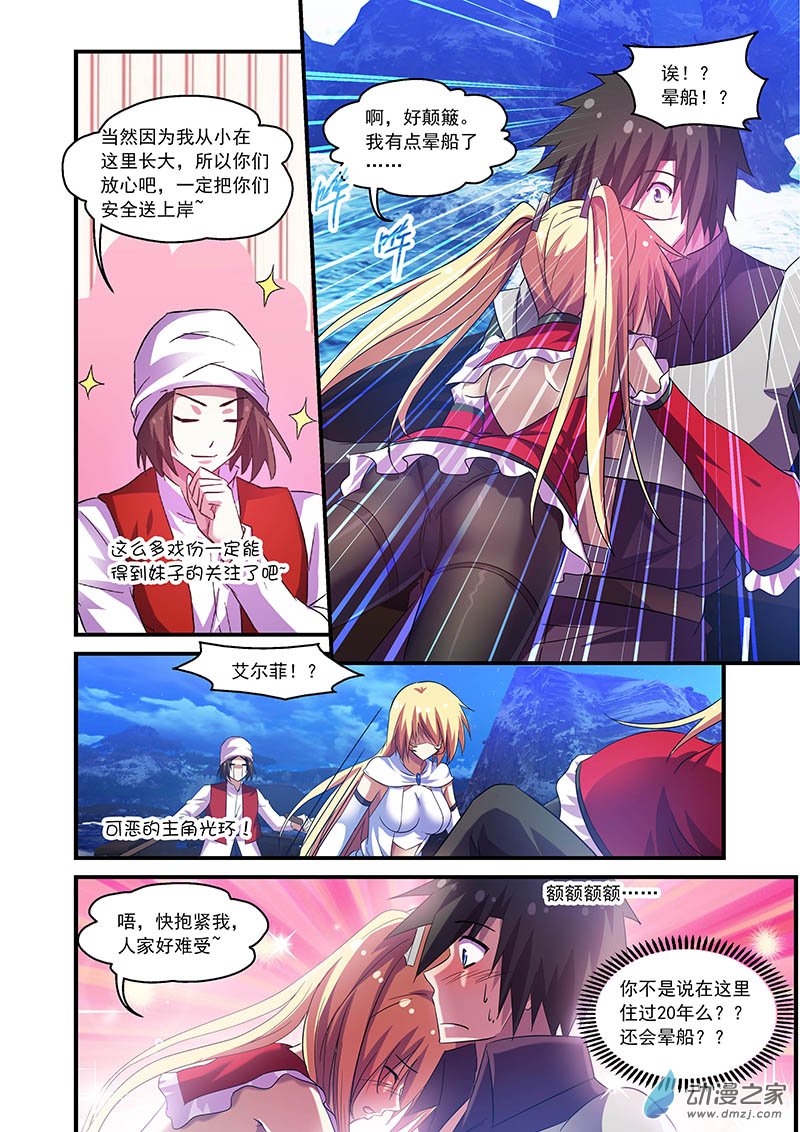 当然因为我从小在
这里长大，所以你们
放心吧，一定把你们
安全送上岸~
这么多戏份一定能
得到妹子的关注了吧~
啊，好颠簸。
我有点晕船了
……
诶！？
晕船！？
咩
咩
艾尔菲！？
可恶的主角光环！
唔，快抱紧我，
人家好难受~
额额额额……
你不是说在这里
住过20年么？？
还会晕船？？
动漫之家
www.dmzj.com